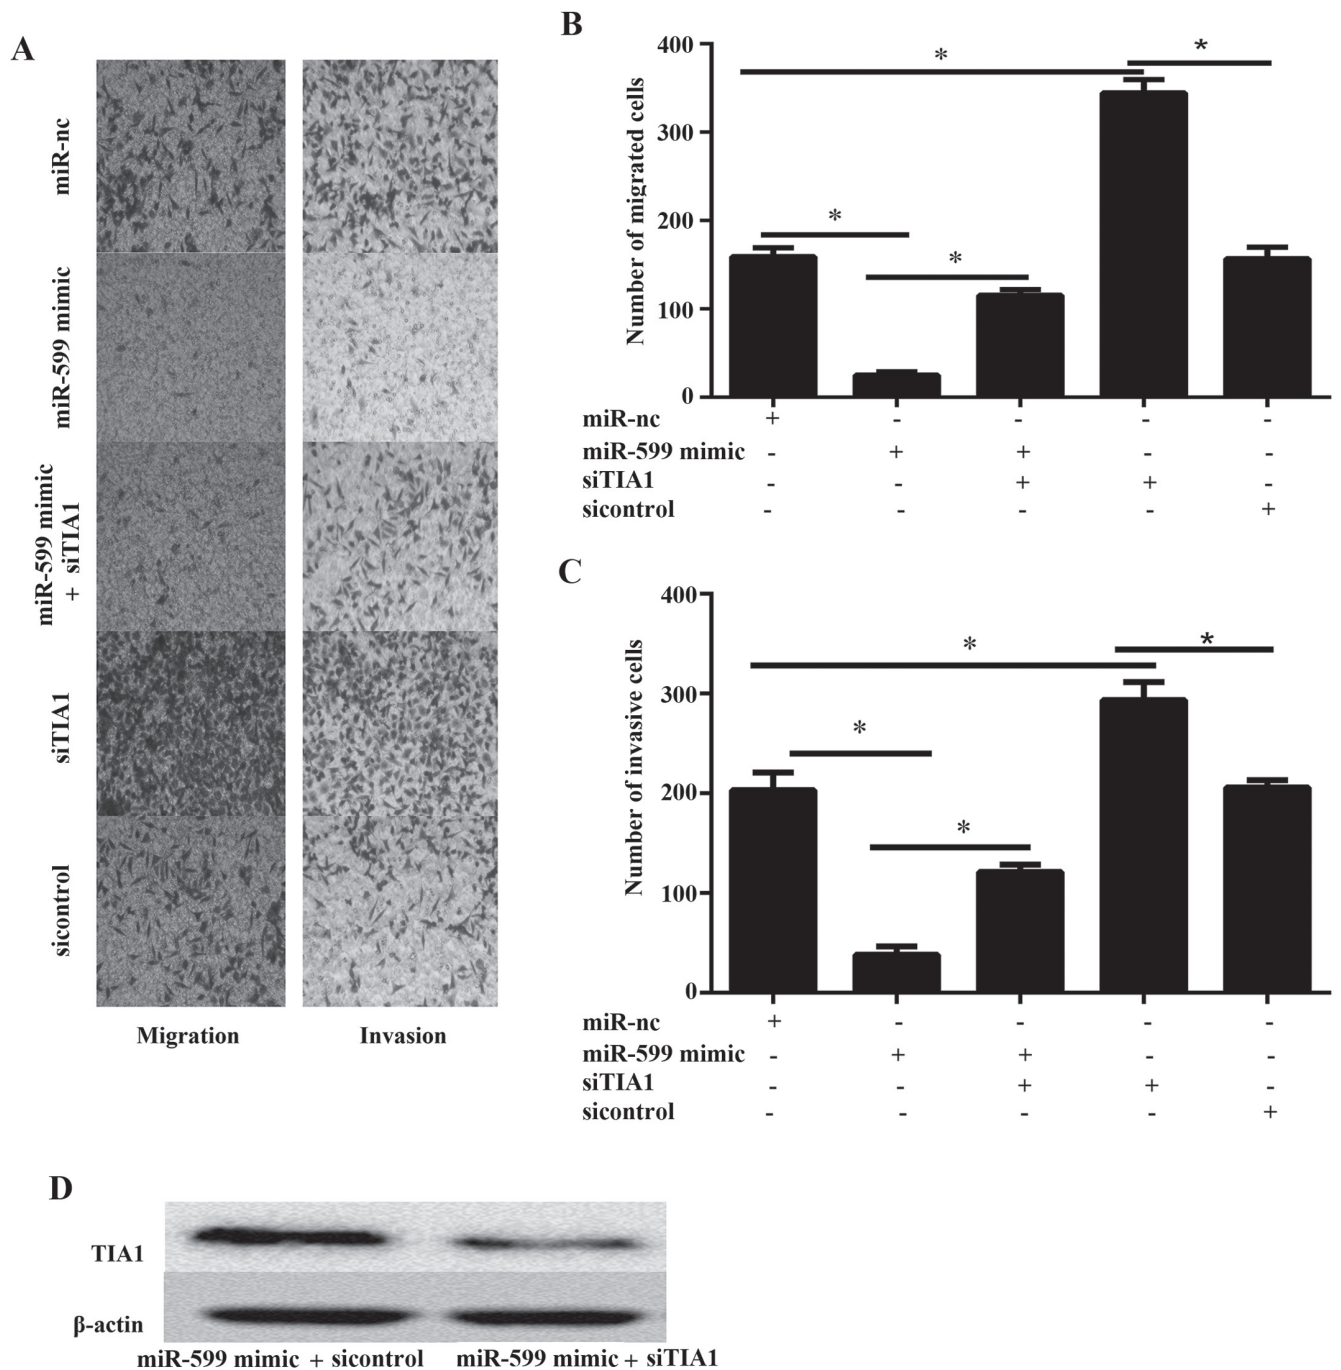 A
miR-nc
miR-599 mimic
miR-599 mimic
+ siTIA1
siTIA1
sicontrol
Migration Invasion
B
Number of migrated cells
400
300
200
100
0
*
*
*
*
miR-nc + - - - -
miR-599 mimic - + + - -
siTIA1 - - + + -
sicontrol - - - - +
C
Number of invasive cells
400
300
200
100
0
*
*
*
*
miR-nc + - - - -
miR-599 mimic - + + - -
siTIA1 - - + + -
sicontrol - - - - +
D
TIA1
β-actin
miR-599 mimic + sicontrol miR-599 mimic + siTIA1